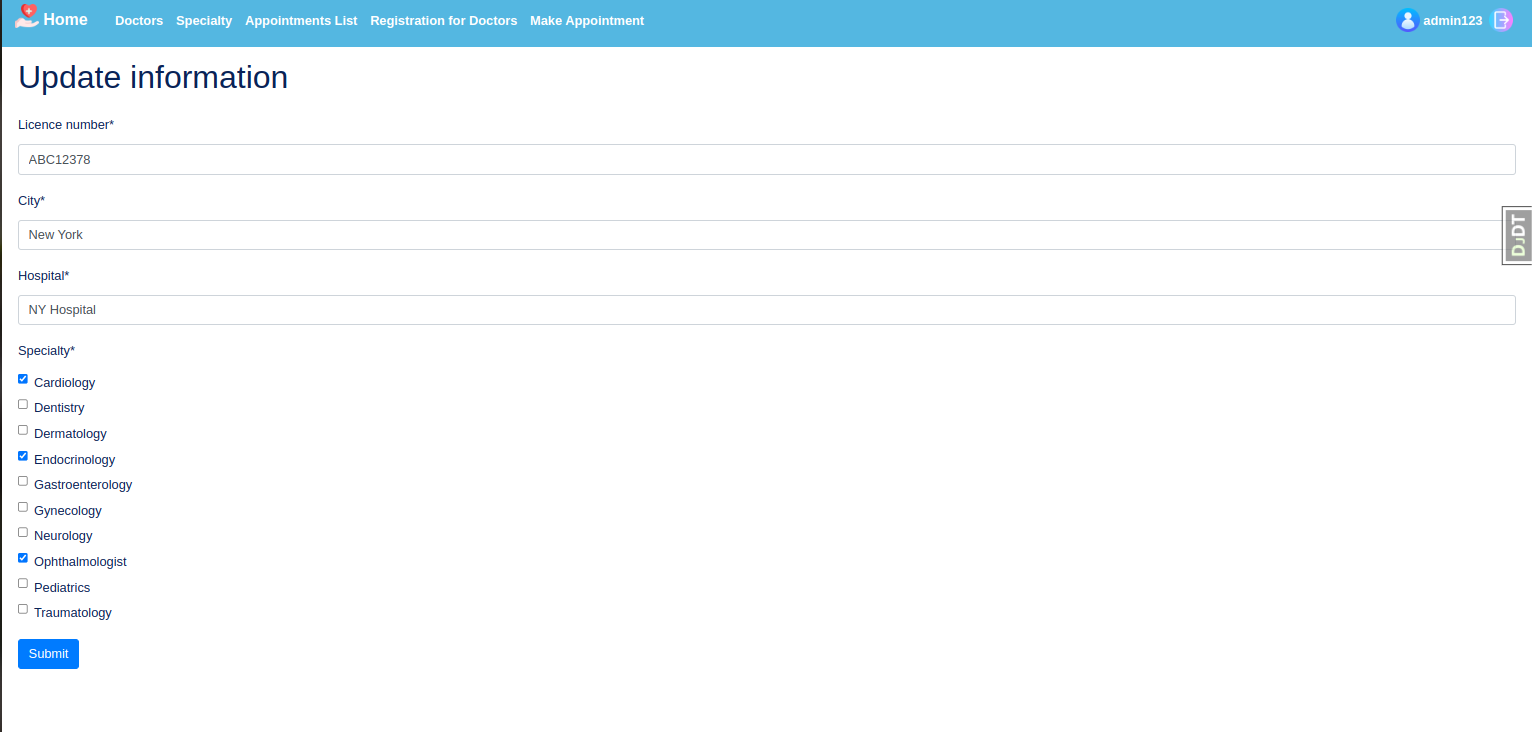 Home Doctors Specialty Appointments List Registration for Doctors Make Appointment admin123
Update information
Licence number*
ABC12378
City*
New York
DJDT
Hospital*
NY Hospital
Specialty*
Cardiology
Dentistry
Dermatology
Endocrinology
Gastroenterology
Gynecology
Neurology
Ophthalmologist
Pediatrics
Traumatology
Submit